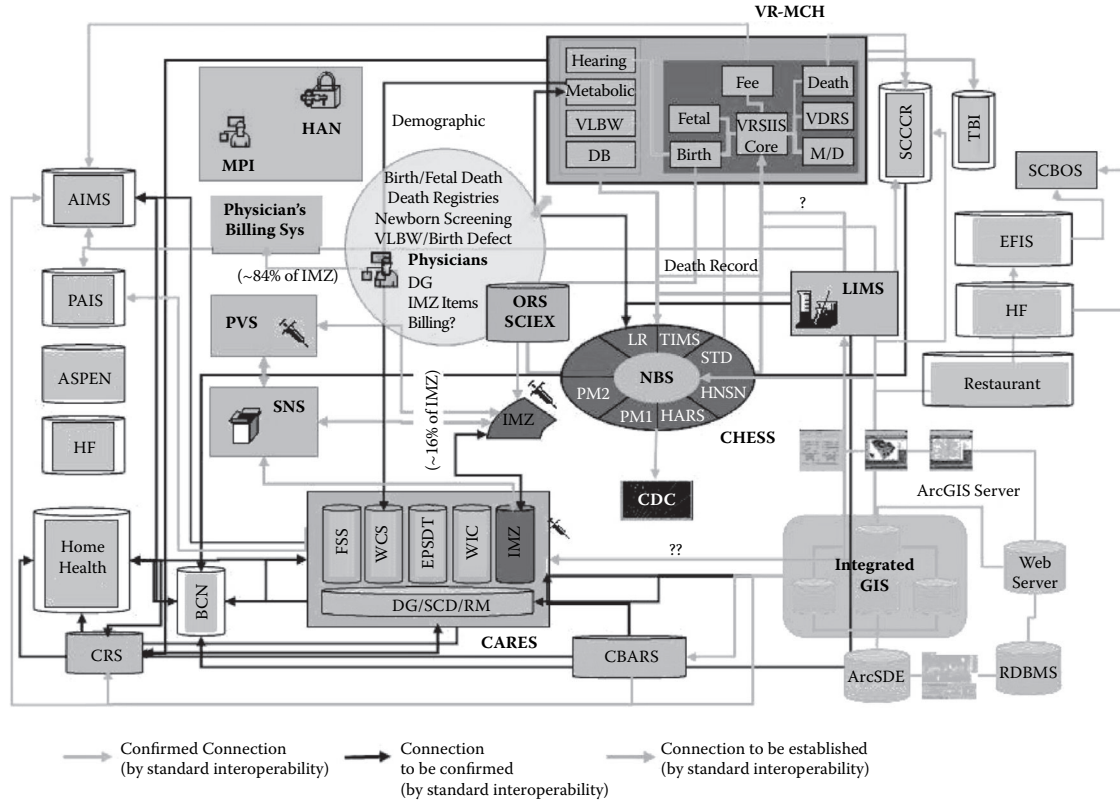 VR-MCH
Hearing
Metabolic
VLBW
DB
Fee
Fetal
Birth
VRSIIS
Core
Death
VDRS
M/D
SCCCR
TBI
SCBOS
EFIS
HF
Restaurant
HAN
MPI
Demographic
Physician's
Billing Sys
(~84% of IMZ)
Birth/Fetal Death
Death Registries
Newborn Screening
VLBW/Birth Defect
Physicians
DG
IMZ Items
Billing?
ORS
SCIEX
?
Death Record
LIMS
AIMS
PAIS
ASPEN
HF
PVS
SNS
(~16% of IMZ)
IMZ
LR
TIMS
STD
HNSN
HARS
PM1
PM2
NBS
CHESS
CDC
ArcGIS Server
Home
Health
BCN
CRS
FSS
WCS
EPSDT
WIC
IMZ
DG/SCD/RM
CARES
CBARS
??
Integrated
GIS
Web
Server
ArcSDE
RDBMS
Confirmed Connection
(by standard interoperability)
Connection
to be confirmed
(by standard interoperability)
Connection to be established
(by standard interoperability)